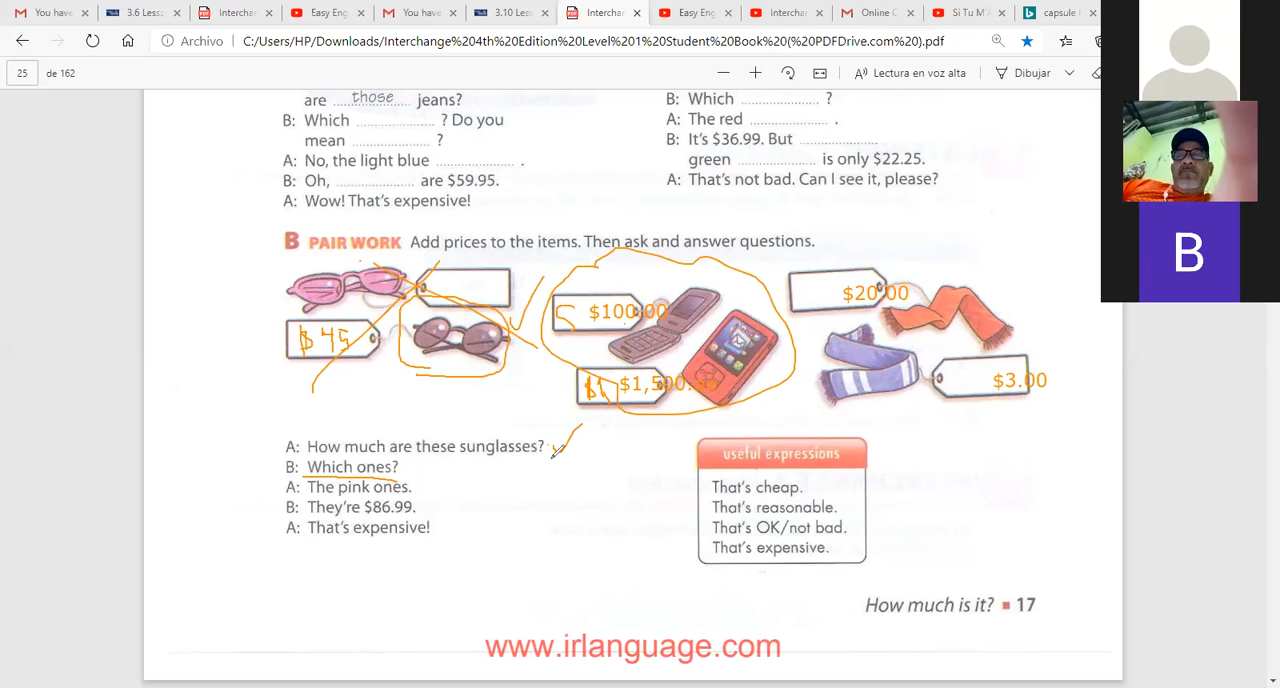 You have
3.6 Less
Interchar
Easy Eng
You have
3.10 Less
Interchar
Easy Eng
Intercha
Online C
Si Tu M'A
capsule
Archivo
C:/Users/HP/Downloads/Interchange%204th%20Edition%20Level%201%20Student%20Book%20(%20PDFDrive.com%20).pdf
25 de 162
Lectura en voz alta
Dibujar
are those jeans?
B: Which ? Do you
mean ?
A: No, the light blue .
B: Oh, are $59.95.
A: Wow! That's expensive!
B: Which ?
A: The red .
B: It's $36.99. But
green is only $22.25.
A: That's not bad. Can I see it, please?
B PAIR WORK Add prices to the items. Then ask and answer questions.
$45
$100.00
$1,500.00
$20.00
$3.00
A: How much are these sunglasses?
B: Which ones?
A: The pink ones.
B: They're $86.99.
A: That's expensive!
useful expressions
That's cheap.
That's reasonable.
That's OK/not bad.
That's expensive.
How much is it? ■ 17
www.irlanguage.com
B